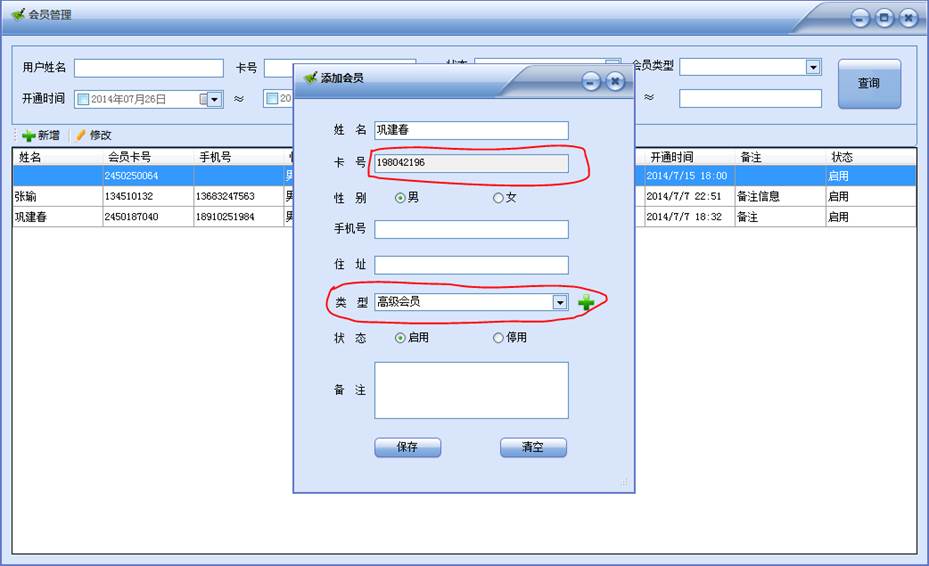 会员管理
用户姓名
卡号
会员类型
查询
开通时间 2014年07月26日 ≈ 20 ≈
新增 修改
姓名 会员卡号 手机号 开通时间 备注 状态
2450250064 男 2014/7/15 18:00 启用
张瑜 134510132 13683247563 男 2014/7/7 22:51 备注信息 启用
巩建春 2450187040 18910251984 男 2014/7/7 18:32 备注 启用
添加会员
姓 名 巩建春
卡 号 198042196
性 别 男 女
手机号
住 址
类 型 高级会员
状 态 启用 停用
备 注
保存 清空